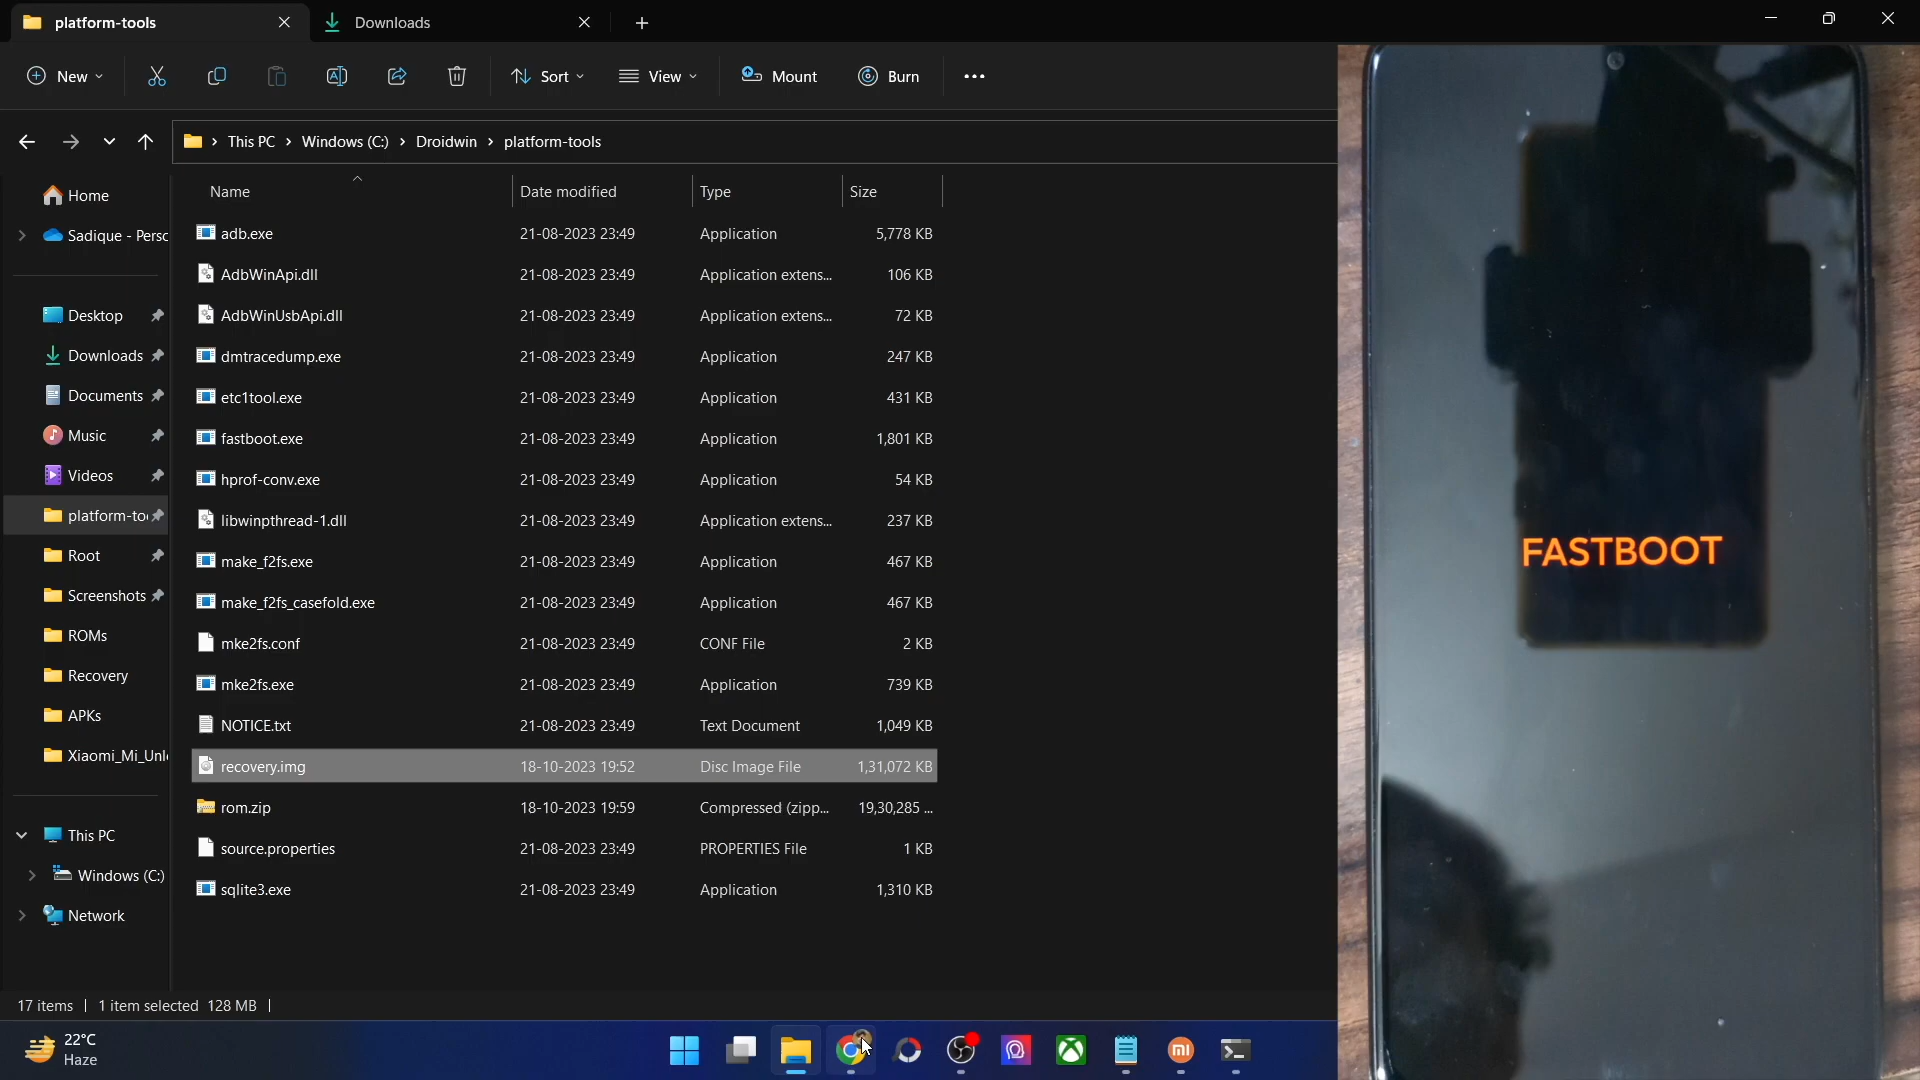 platform-tools
Downloads
New
Sort
View
Mount
Burn
This PC
Windows (C:)
Droidwin
platform-tools
Name
Date modified
Type
Size
Home
Sadique - Persc
Desktop
Downloads
Documents
Music
Videos
platform-too
Root
Screenshots
ROMs
Recovery
APKs
Xiaomi_Mi_Unl
This PC
Windows (C:)
Network
adb.exe 21-08-2023 23:49 Application 5,778 KB
AdbWinApi.dll 21-08-2023 23:49 Application extens... 106 KB
AdbWinUsbApi.dll 21-08-2023 23:49 Application extens... 72 KB
dmtracedump.exe 21-08-2023 23:49 Application 247 KB
etc1tool.exe 21-08-2023 23:49 Application 431 KB
fastboot.exe 21-08-2023 23:49 Application 1,801 KB
hprof-conv.exe 21-08-2023 23:49 Application 54 KB
libwinpthread-1.dll 21-08-2023 23:49 Application extens... 237 KB
make_f2fs.exe 21-08-2023 23:49 Application 467 KB
make_f2fs_casefold.exe 21-08-2023 23:49 Application 467 KB
mke2fs.conf 21-08-2023 23:49 CONF File 2 KB
mke2fs.exe 21-08-2023 23:49 Application 739 KB
NOTICE.txt 21-08-2023 23:49 Text Document 1,049 KB
recovery.img 18-10-2023 19:52 Disc Image File 1,31,072 KB
rom.zip 18-10-2023 19:59 Compressed (zipp... 19,30,285 ...
source.properties 21-08-2023 23:49 PROPERTIES File 1 KB
sqlite3.exe 21-08-2023 23:49 Application 1,310 KB
17 items
1 item selected 128 MB
22°C
Haze
mi
FASTBOOT